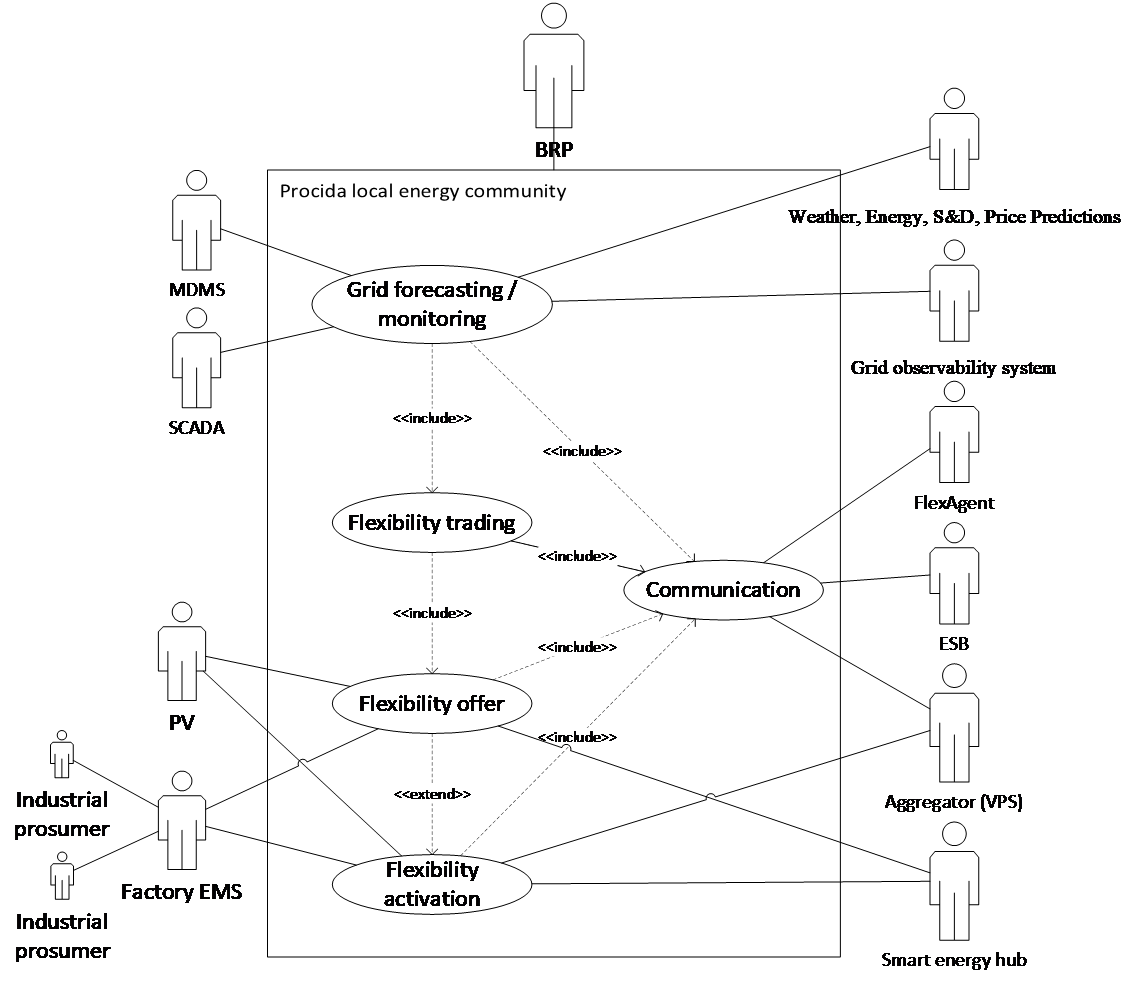 BRP
Procida local energy community
Weather, Energy, S&D, Price Predictions
MDMS
Grid forecasting /
monitoring
Grid observability system
SCADA
<<include>>
<<include>>
FlexAgent
Flexibility trading
<<include>>
Communication
<<include>>
ESB
<<include>>
Flexibility offer
PV
<<include>>
<<extend>>
Industrial
prosumer
Aggregator (VPS)
Flexibility
activation
Factory EMS
Industrial
prosumer
Smart energy hub